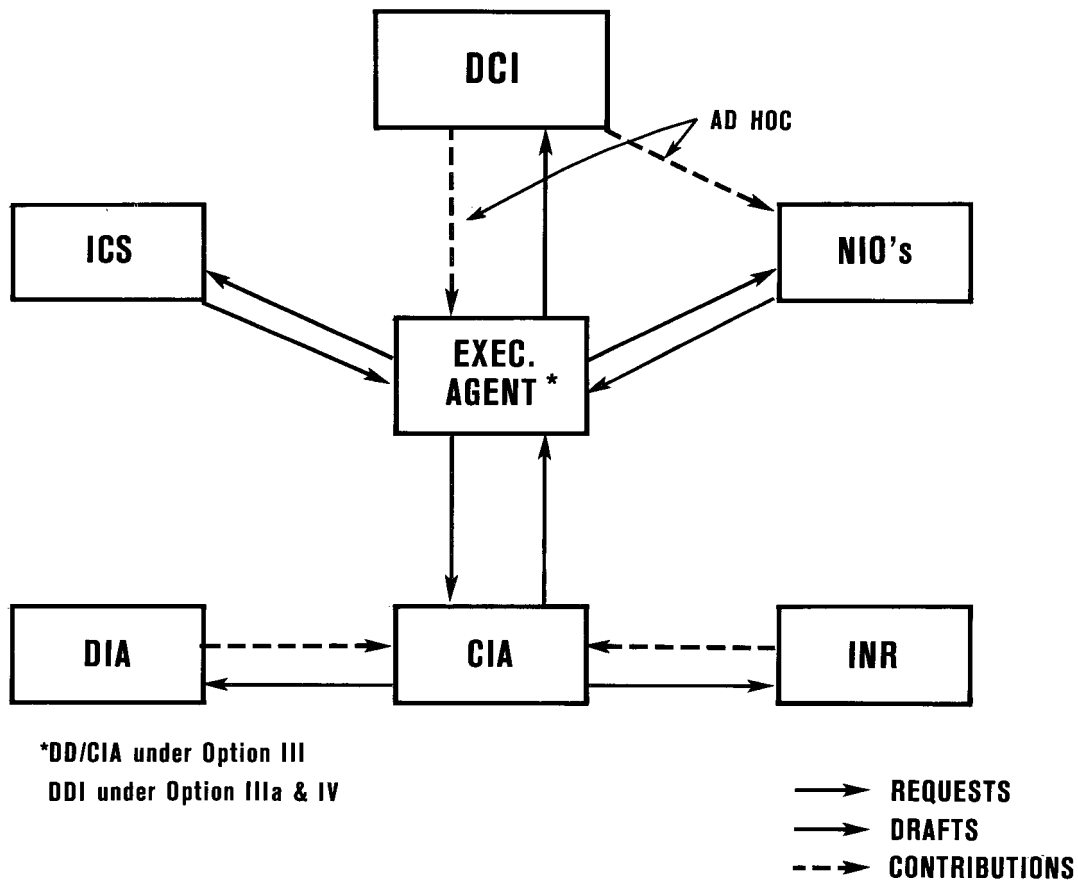 DCI
AD HOC
ICS
NIO's
EXEC.
AGENT *
DIA
CIA
INR
*DD/CIA under Option III
DDI under Option IIIa & IV
REQUESTS
DRAFTS
CONTRIBUTIONS